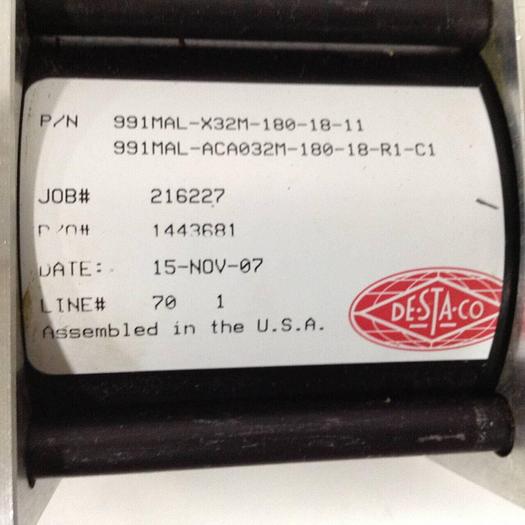 P/N 991MAL-X32M-180-18-11
991MAL-ACA032M-180-18-R1-C1
JOB# 216227
1443681
DATE: 15-NOV-07
LINE# 70 1
Assembled in the U.S.A.
DE-STA-CO